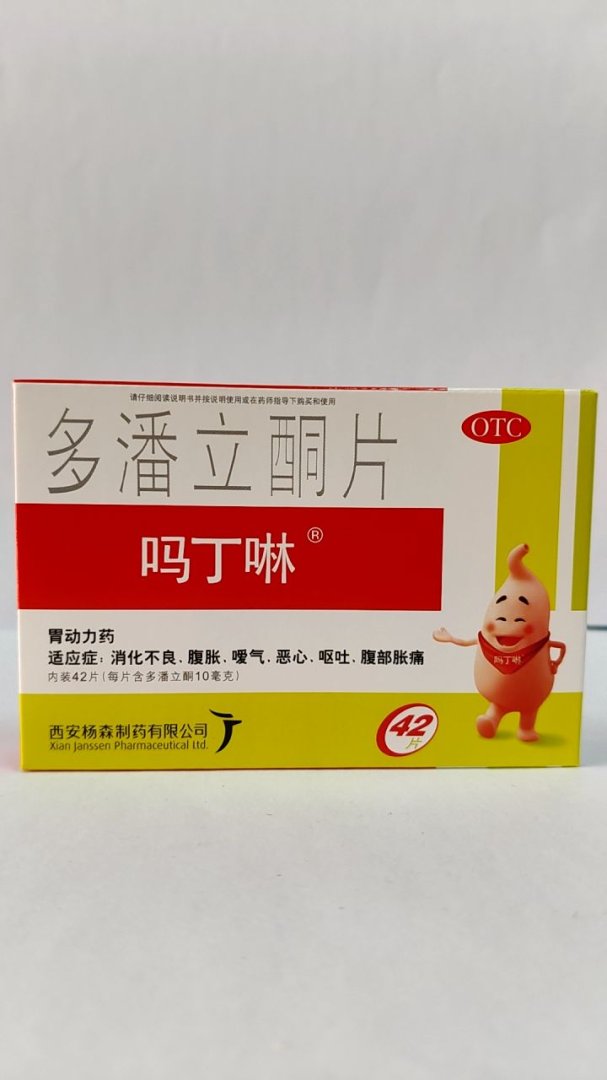 请仔细阅读说明书并按说明使用或在药师指导下购买和使用
多潘立酮片
OTC
吗丁啉®
胃动力药
适应症：消化不良、腹胀、嗳气、恶心、呕吐、腹部胀痛
内装42片（每片含多潘立酮10毫克）
吗丁啉
西安杨森制药有限公司
Xian Janssen Pharmaceutical Ltd.
42
片